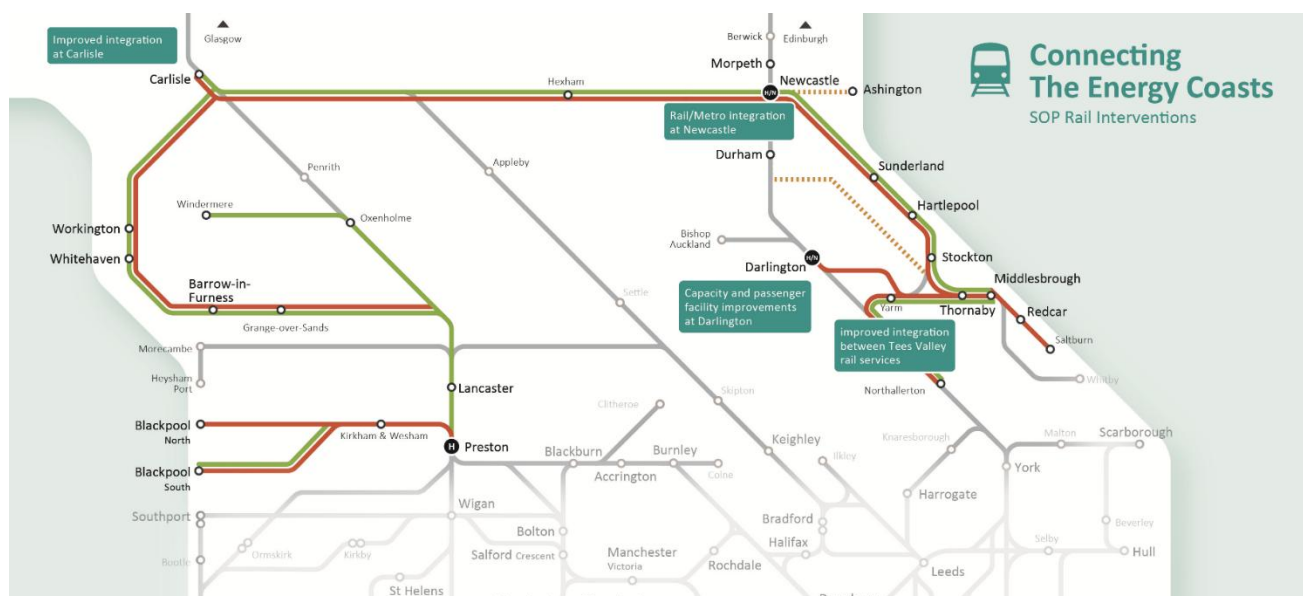 Improved integration
at Carlisle
Glasgow
Carlisle
Hexham
Berwick
Edinburgh
Morpeth
H/N
Newcastle
Ashington
Connecting
The Energy Coasts
SOP Rail Interventions
Rail/Metro integration
at Newcastle
Durham
Penrith
Appleby
Sunderland
Windermere
Oxenholme
Hartlepool
Workington
Whitehaven
Bishop
Auckland
H/N
Darlington
Stockton
Barrow-in-
Furness
Grange-over-Sands
Settle
Capacity and passenger
facility improvements
at Darlington
Middlesbrough
Yarm
Thornaby
Redcar
Saltburn
improved integration
between Tees Valley
rail services
Morecambe
Heysham
Port
Lancaster
Skipton
Northallerton
Whitby
Clitheroe
Blackpool
North
Kirkham & Wesham
H
Preston
Blackpool
South
Blackburn
Burnley
Accrington
Colne
Keighley
Ilkley
Knaresborough
Malton
Scarborough
York
Harrogate
Southport
Wigan
Bolton
Bradford
Halifax
Beverley
Selby
Hull
Bootle
Ormskirk
Kirkby
Salford Crescent
Manchester
Victoria
Rochdale
Leeds
St Helens